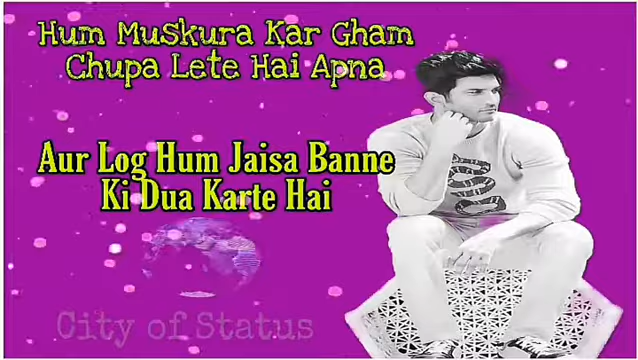 Hum Muskura Kar Gham
Chupa Lete Hai Apna
Aur Log Hum Jaisa Banne
Ki Dua Karte Hai
City of Status